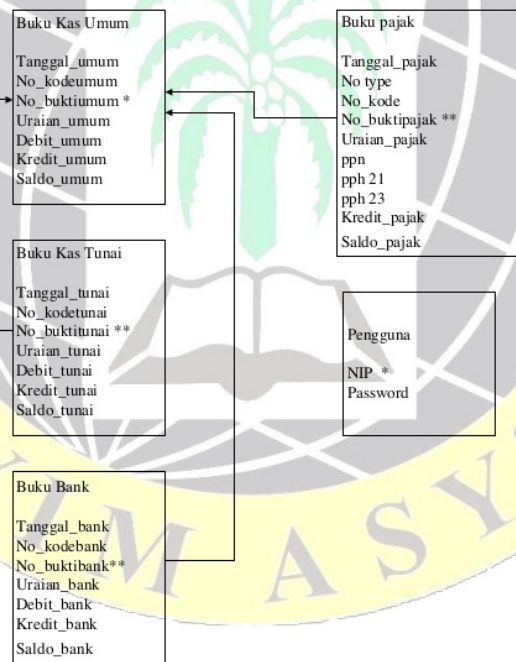 Buku Kas Umum
Tanggal_umum
No_kodeumum
No_buktiumum *
Uraian_umum
Debit_umum
Kredit_umum
Saldo_umum
Buku pajak
Tanggal_pajak
No type
No_kode
No_buktipajak **
Uraian_pajak
ppn
pph 21
pph 23
Kredit_pajak
Saldo_pajak
Buku Kas Tunai
Tanggal_tunai
No_kodetunai
No_buktitunai **
Uraian_tunai
Debit_tunai
Kredit_tunai
Saldo_tunai
Pengguna
NIP *
Password
Buku Bank
Tanggal_bank
No_kodebank
No_buktibank**
Uraian_bank
Debit_bank
Kredit_bank
Saldo_bank